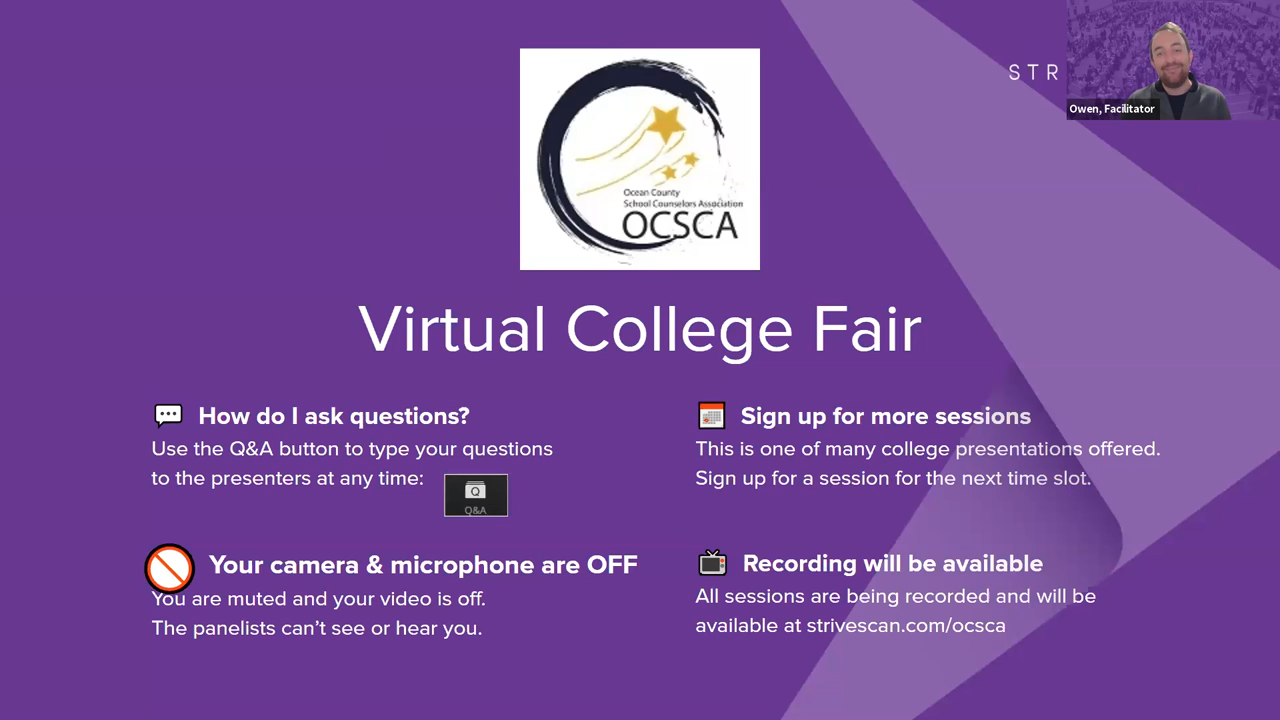 STR
Owen, Facilitator
Ocean County
School Counselors Association
OCSCA
Virtual College Fair
How do I ask questions?
Use the Q&A button to type your questions
to the presenters at any time:
Q
Q&A
Sign up for more sessions
This is one of many college presentations offered.
Sign up for a session for the next time slot.
Your camera & microphone are OFF
You are muted and your video is off.
The panelists can’t see or hear you.
Recording will be available
All sessions are being recorded and will be
available at strivescan.com/ocsca